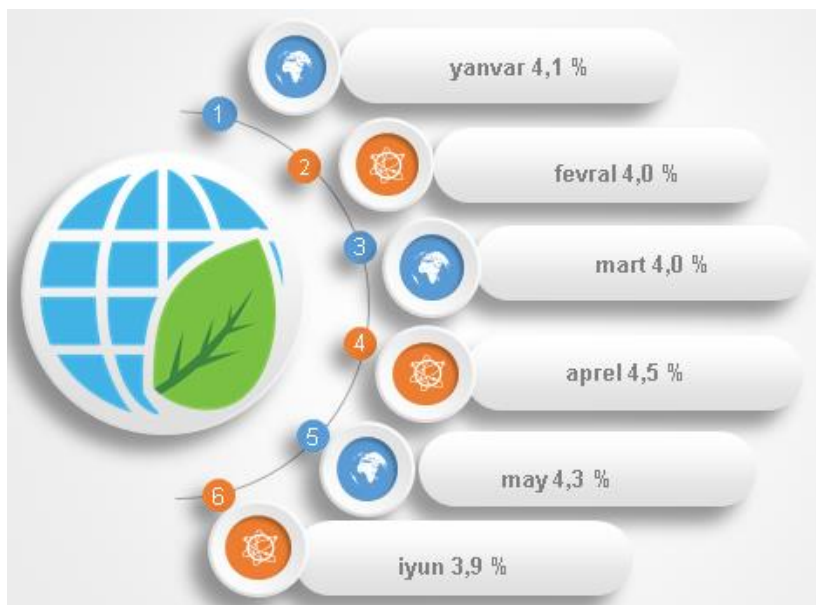 1
yanvar 4,1 %
2
fevral 4,0 %
3
mart 4,0 %
4
aprel 4,5 %
5
may 4,3 %
6
iyun 3,9 %